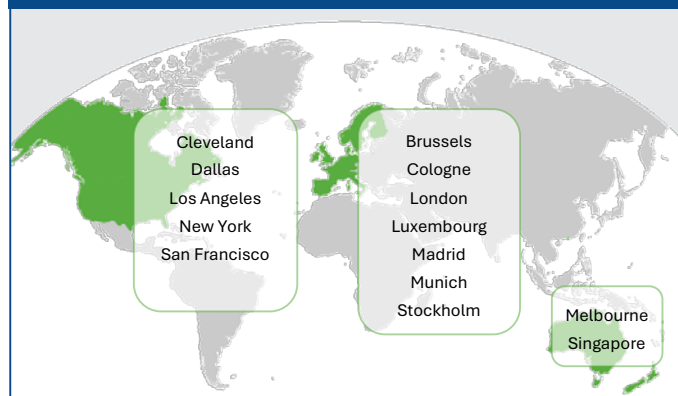 Cleveland
Dallas
Los Angeles
New York
San Francisco
Brussels
Cologne
London
Luxembourg
Madrid
Munich
Stockholm
Melbourne
Singapore